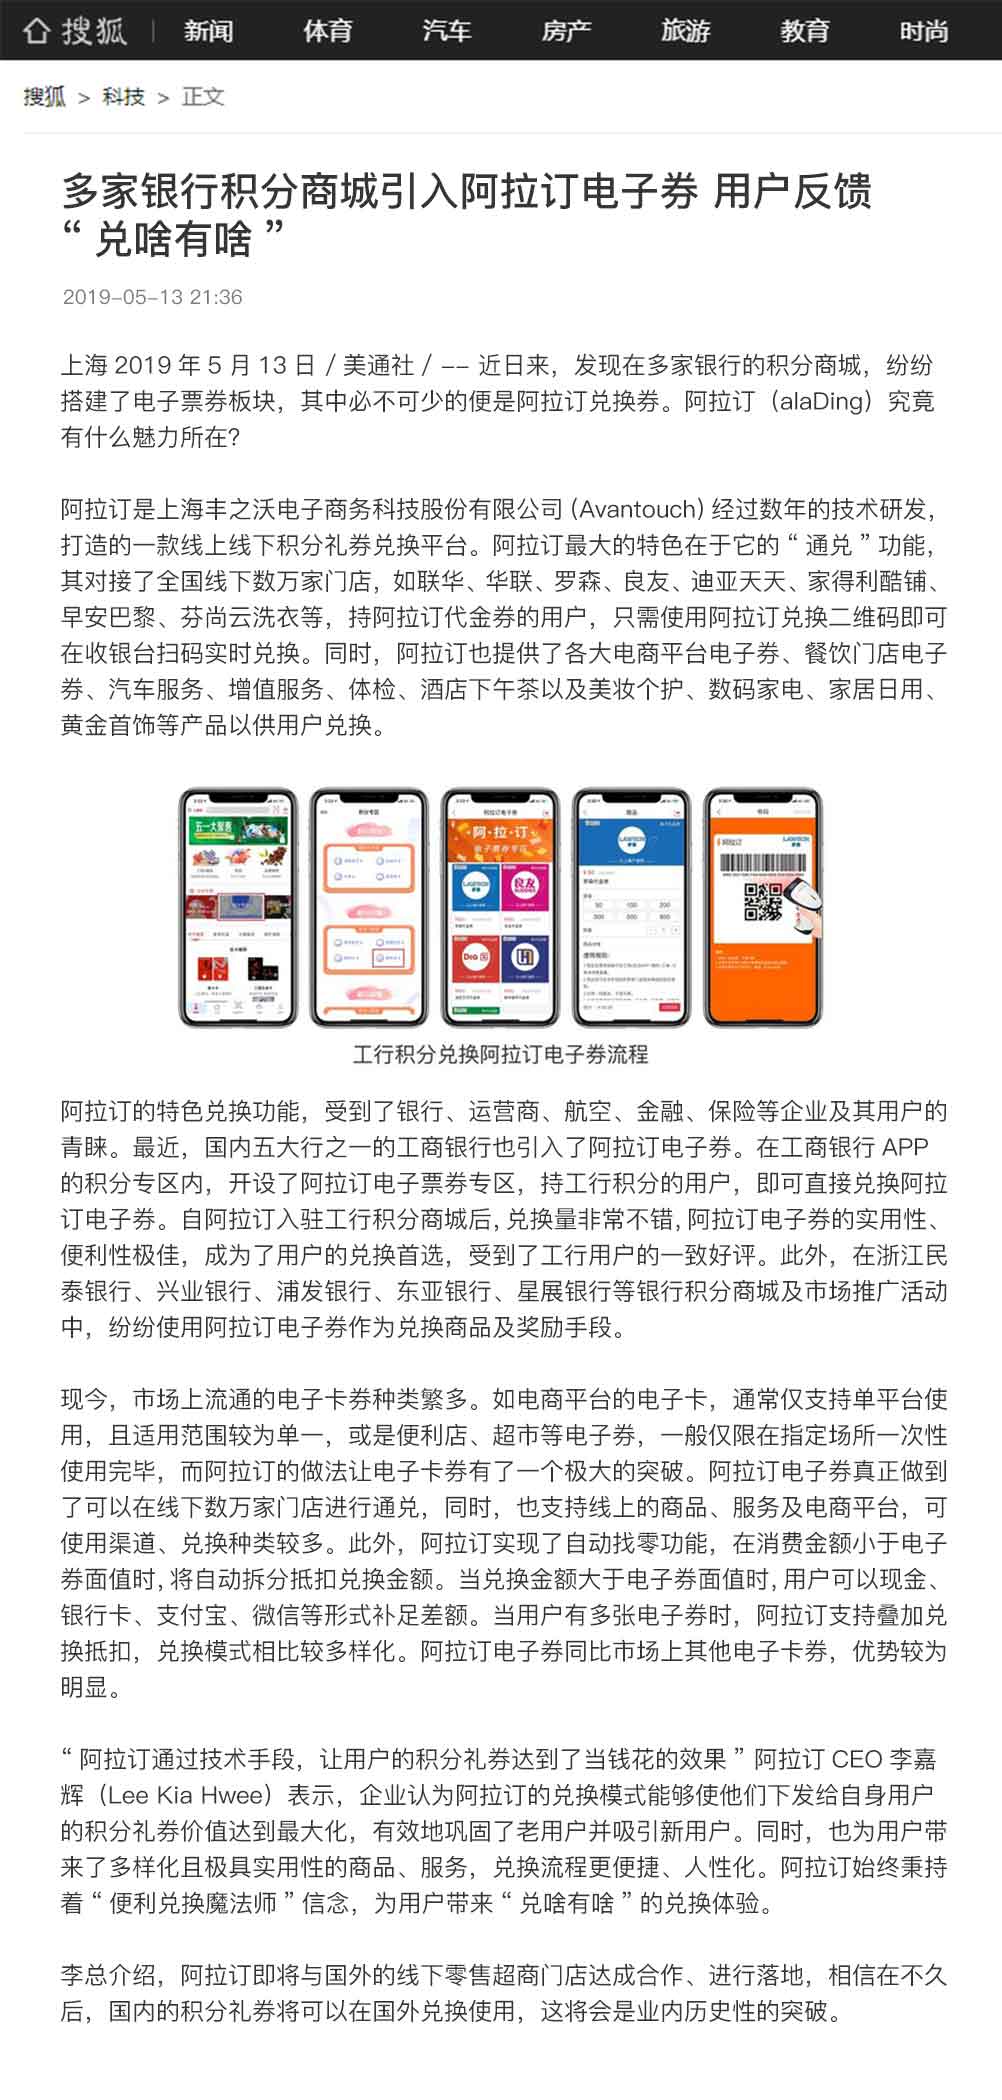 搜狐 新闻 体育 汽车 房产 旅游 教育 时尚
搜狐 > 科技 > 正文
多家银行积分商城引入阿拉订电子券 用户反馈
“兑啥有啥”
2019-05-13 21:36
上海 2019 年 5 月 13 日 / 美通社 / -- 近日来，发现在多家银行的积分商城，纷纷
搭建了电子票券板块，其中必不可少的便是阿拉订兑换券。阿拉订（alaDing）究竟
有什么魅力所在？
阿拉订是上海丰之沃电子商务科技股份有限公司 (Avantouch) 经过数年的技术研发，
打造的一款线上线下积分礼券兑换平台。阿拉订最大的特色在于它的“通兑”功能，
其对接了全国线下数万家门店，如联华、华联、罗森、良友、迪亚天天、家得利酷铺、
早安巴黎、芬尚云洗衣等，持阿拉订代金券的用户，只需使用阿拉订兑换二维码即可
在收银台扫码实时兑换。同时，阿拉订也提供了各大电商平台电子券、餐饮门店电子
券、汽车服务、增值服务、体检、酒店下午茶以及美妆个护、数码家电、家居日用、
黄金首饰等产品以供用户兑换。
五一大聚惠
阿拉订电子券
·阿·拉·订
电子票券专区
LAWSON
良友
Dia
商品
LAWSON
50 100 200
阿拉订
LAWSON
工行积分兑换阿拉订电子券流程
阿拉订的特色兑换功能，受到了银行、运营商、航空、金融、保险等企业及其用户的
青睐。最近，国内五大行之一的工商银行也引入了阿拉订电子券。在工商银行 APP
的积分专区内，开设了阿拉订电子票券专区，持工行积分的用户，即可直接兑换阿拉
订电子券。自阿拉订入驻工行积分商城后，兑换量非常不错，阿拉订电子券的实用性、
便利性极佳，成为了用户的兑换首选，受到了工行用户的一致好评。此外，在浙江民
泰银行、兴业银行、浦发银行、东亚银行、星展银行等银行积分商城及市场推广活动
中，纷纷使用阿拉订电子券作为兑换商品及奖励手段。
现今，市场上流通的电子卡券种类繁多。如电商平台的电子卡，通常仅支持单平台使
用，且适用范围较为单一，或是便利店、超市等电子券，一般仅限在指定场所一次性
使用完毕，而阿拉订的做法让电子卡券有了一个极大的突破。阿拉订电子券真正做到
了可以在线下数万家门店进行通兑，同时，也支持线上的商品、服务及电商平台，可
使用渠道、兑换种类较多。此外，阿拉订实现了自动找零功能，在消费金额小于电子
券面值时，将自动拆分抵扣兑换金额。当兑换金额大于电子券面值时，用户可以现金、
银行卡、支付宝、微信等形式补足差额。当用户有多张电子券时，阿拉订支持叠加兑
换抵扣，兑换模式相比较多样化。阿拉订电子券同比市场上其他电子卡券，优势较为
明显。
“阿拉订通过技术手段，让用户的积分礼券达到了当钱花的效果”阿拉订 CEO 李嘉
辉（Lee Kia Hwee）表示，企业认为阿拉订的兑换模式能够使他们下发给自身用户
的积分礼券价值达到最大化，有效地巩固了老用户并吸引新用户。同时，也为用户带
来了多样化且极具实用性的商品、服务，兑换流程更便捷、人性化。阿拉订始终秉持
着“便利兑换魔法师”信念，为用户带来“兑啥有啥”的兑换体验。
李总介绍，阿拉订即将与国外的线下零售超商门店达成合作、进行落地，相信在不久
后，国内的积分礼券将可以在国外兑换使用，这将会是业内历史性的突破。